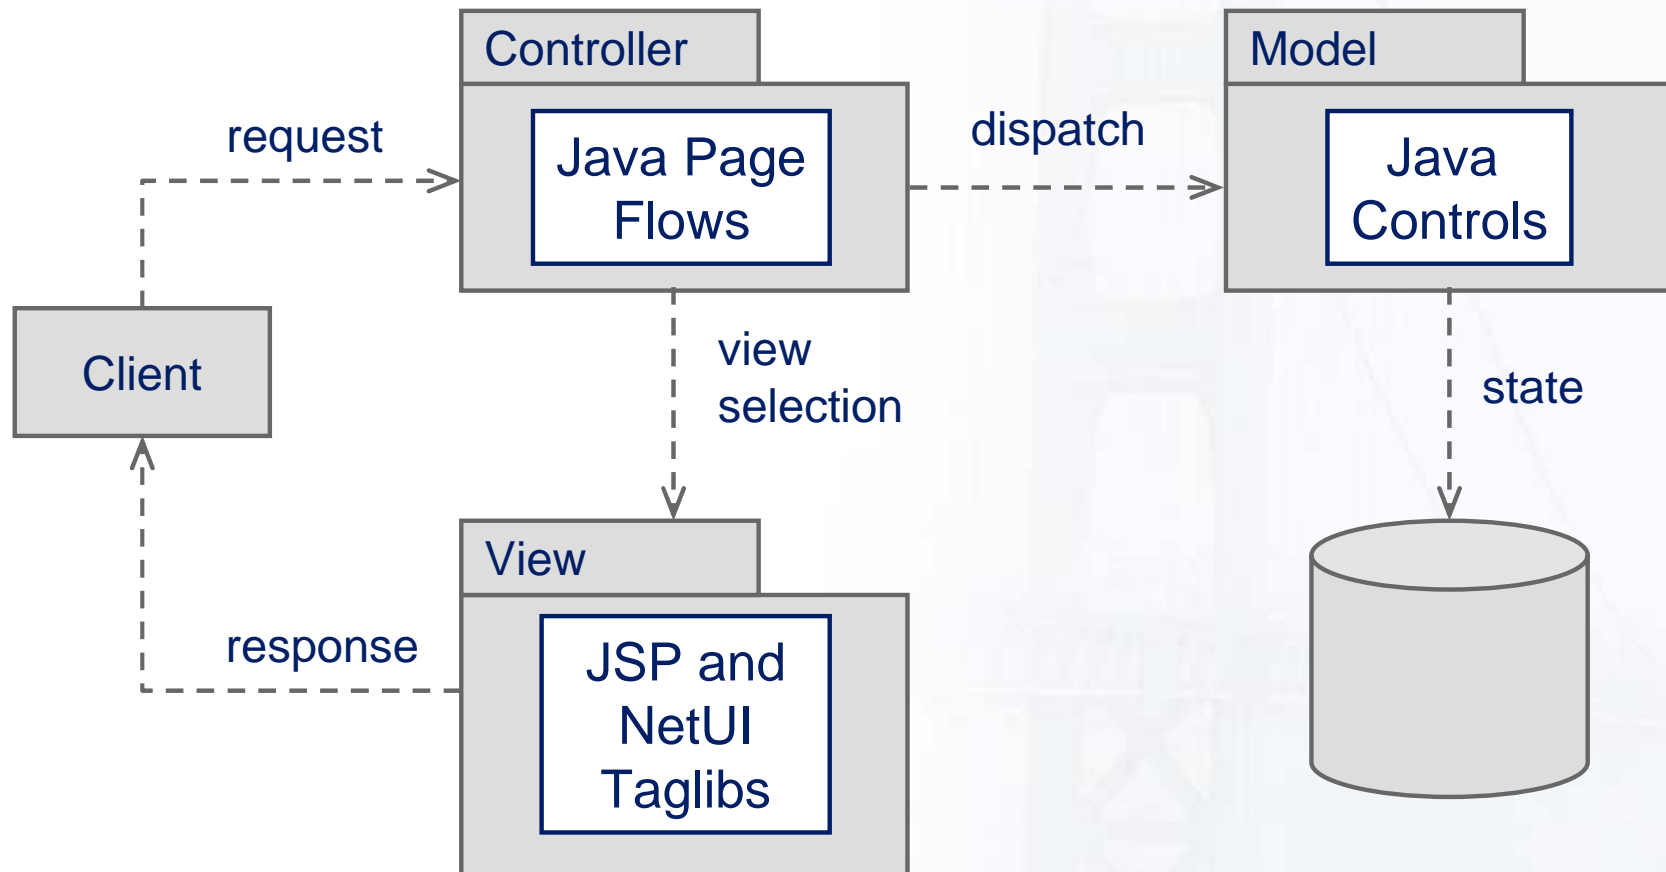 Controller
Model
request
Java Page
Flows
dispatch
Java
Controls
Client
view
selection
state
View
response
JSP and
NetUI
Taglibs